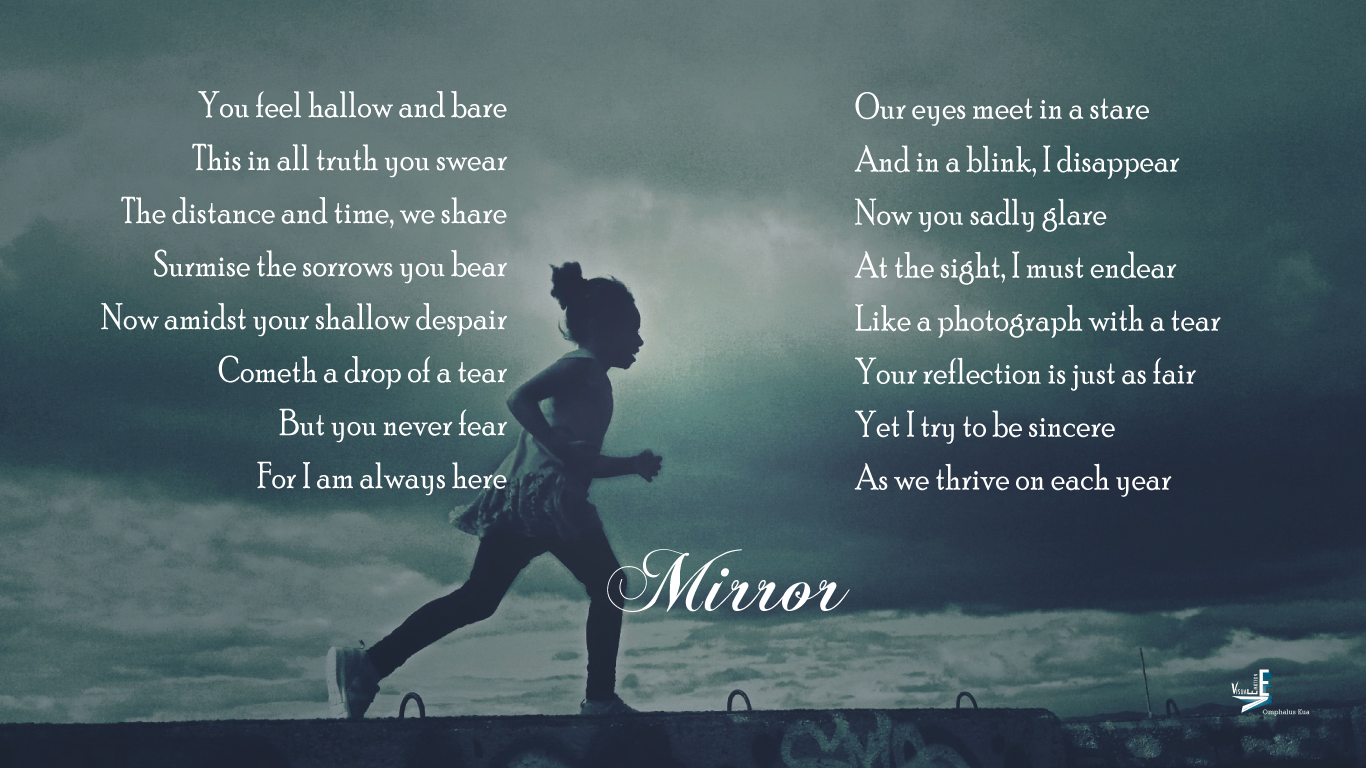 You feel hallow and bare
This in all truth you swear
The distance and time, we share
Surmise the sorrows you bear
Now amidst your shallow despair
Cometh a drop of a tear
But you never fear
For I am always here
Our eyes meet in a stare
And in a blink, I disappear
Now you sadly glare
At the sight, I must endear
Like a photograph with a tear
Your reflection is just as fair
Yet I try to be sincere
As we thrive on each year
Mirror
Omphalus Kua